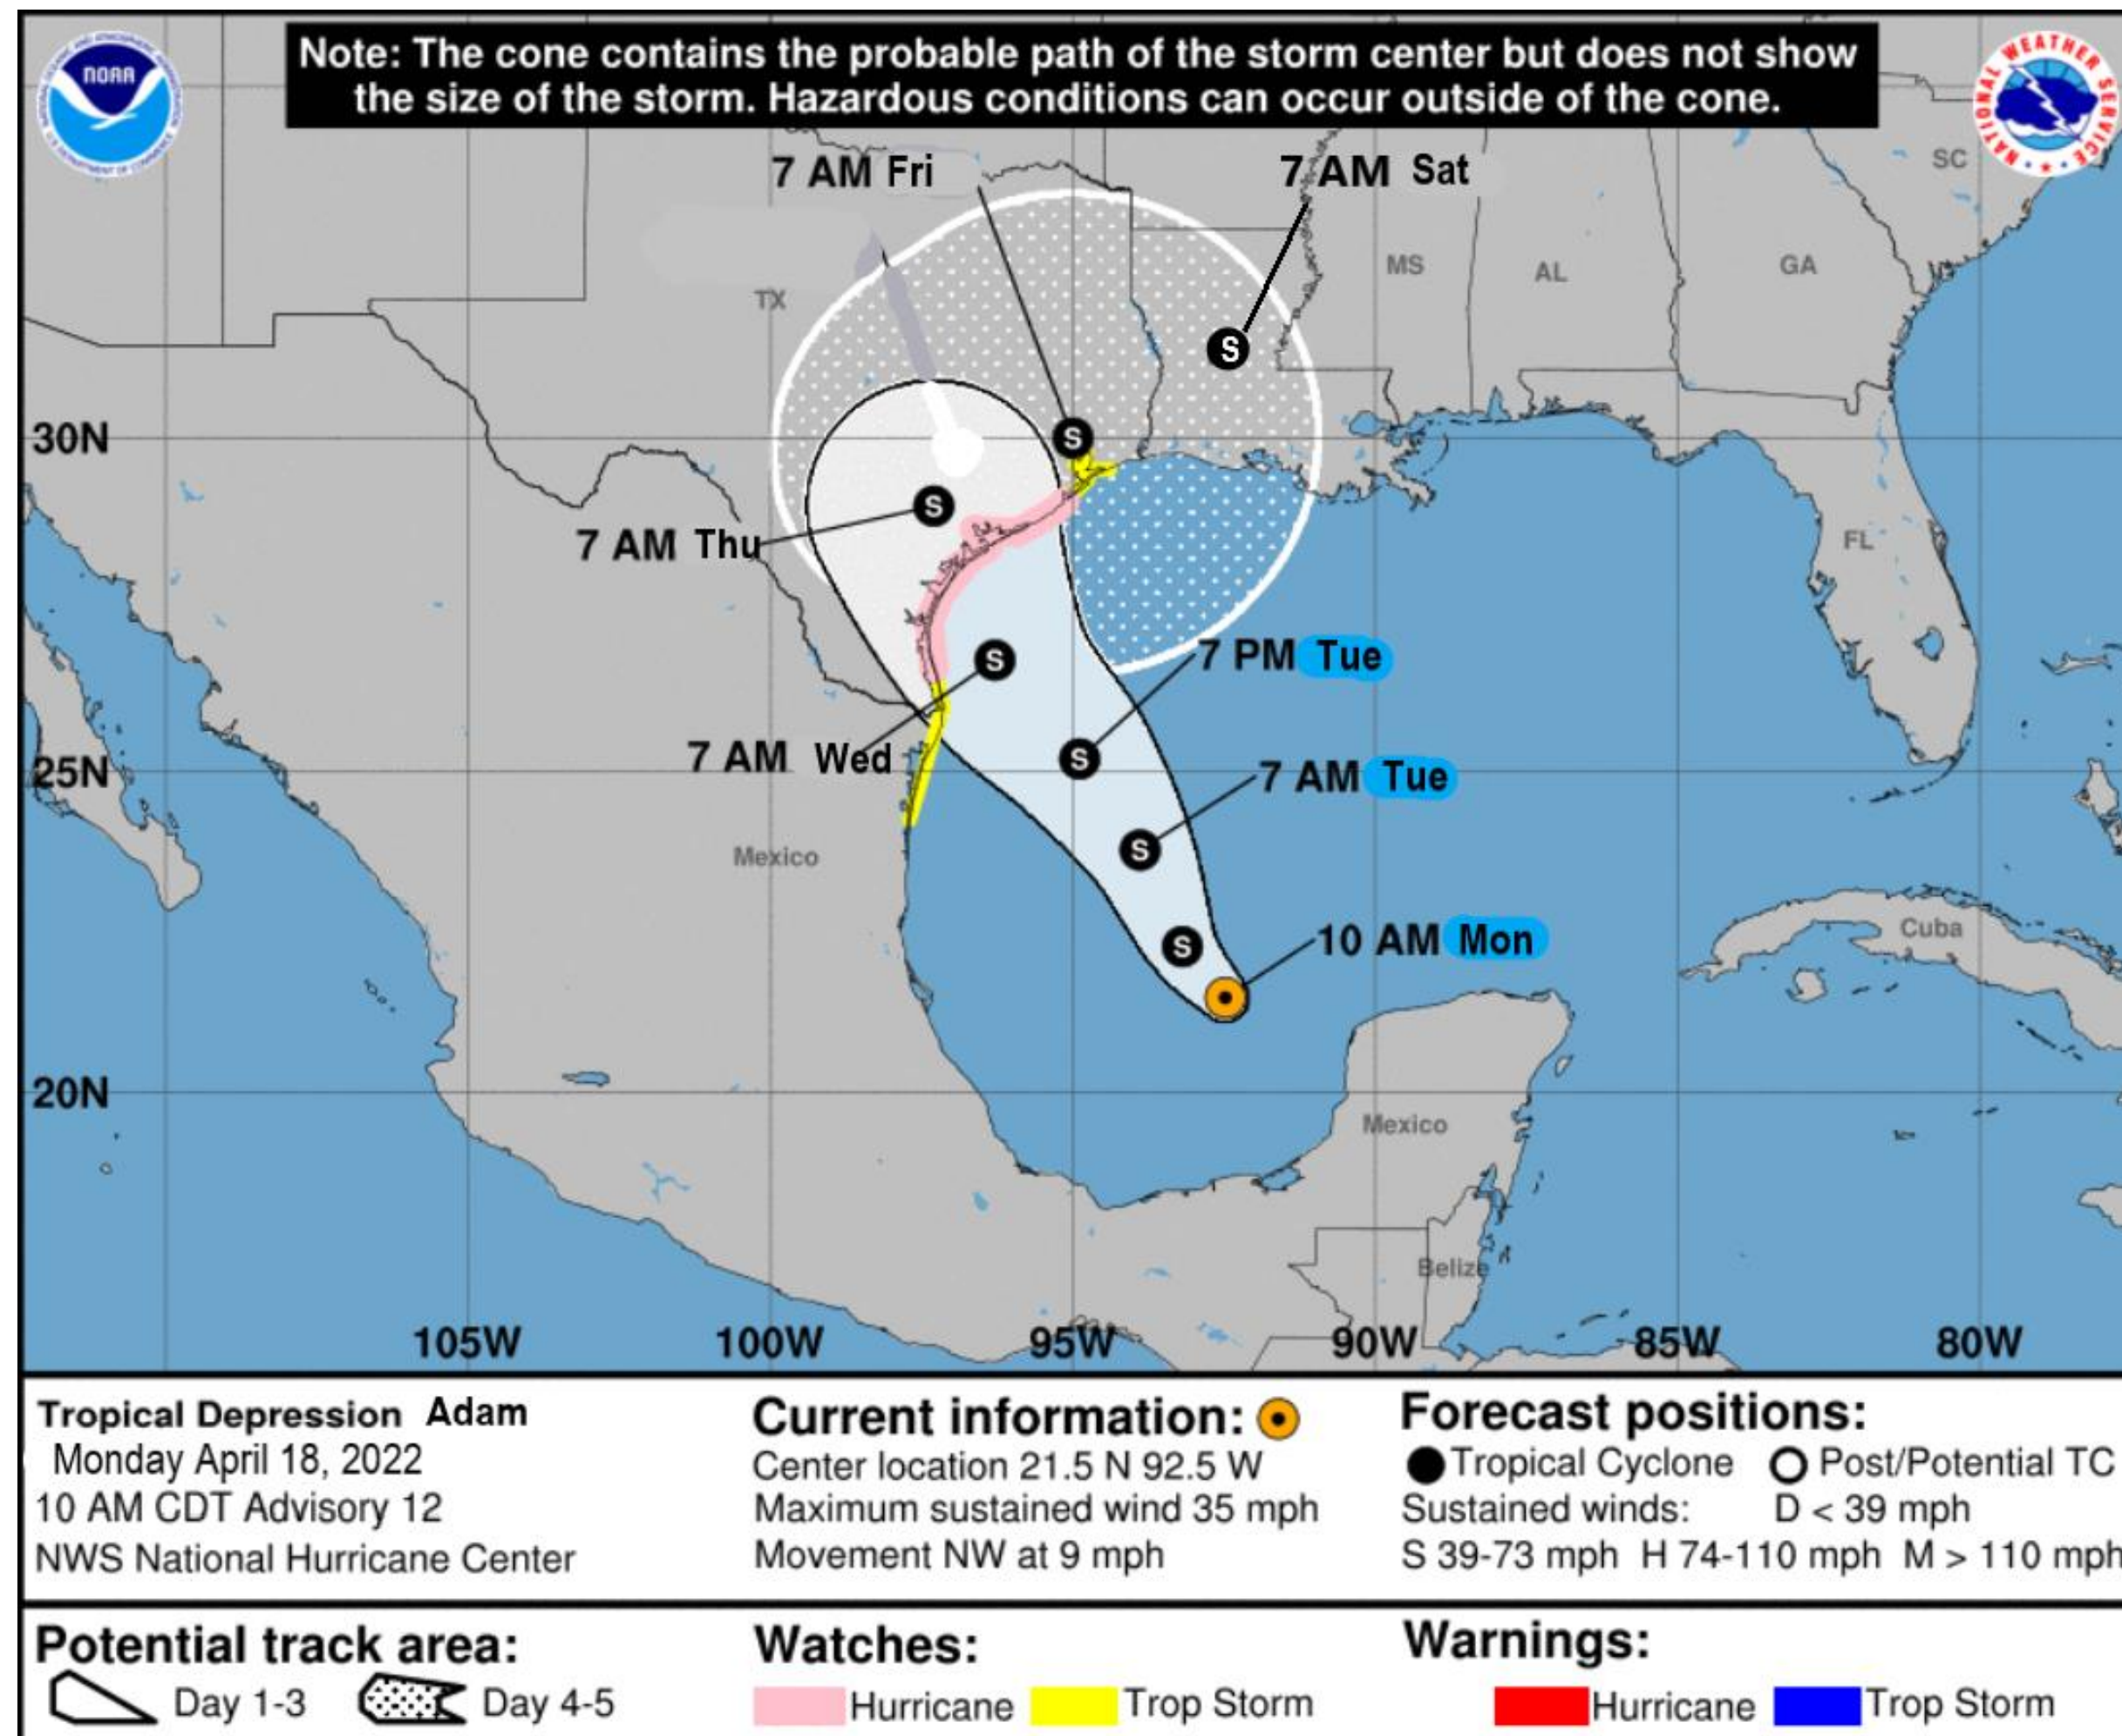 Note: The cone contains the probable path of the storm center but does not show
the size of the storm. Hazardous conditions can occur outside of the cone.
NOAA
NATIONAL WEATHER SERVICE
7 AM Fri
7 AM Sat
SC
MS
AL
GA
TX
30N
7 AM Thu
FL
7 PM Tue
7 AM Wed
7 AM Tue
25N
Mexico
10 AM Mon
Cuba
20N
Mexico
Belize
105W
100W
95W
90W
85W
80W
S
S
S
S
S
S
S
Tropical Depression Adam
Monday April 18, 2022
10 AM CDT Advisory 12
NWS National Hurricane Center
Current information:
Center location 21.5 N 92.5 W
Maximum sustained wind 35 mph
Movement NW at 9 mph
Forecast positions:
Tropical Cyclone Post/Potential TC
Sustained winds: D < 39 mph
S 39-73 mph H 74-110 mph M > 110 mph
Potential track area:
Day 1-3 Day 4-5
Watches:
Hurricane Trop Storm
Warnings:
Hurricane Trop Storm